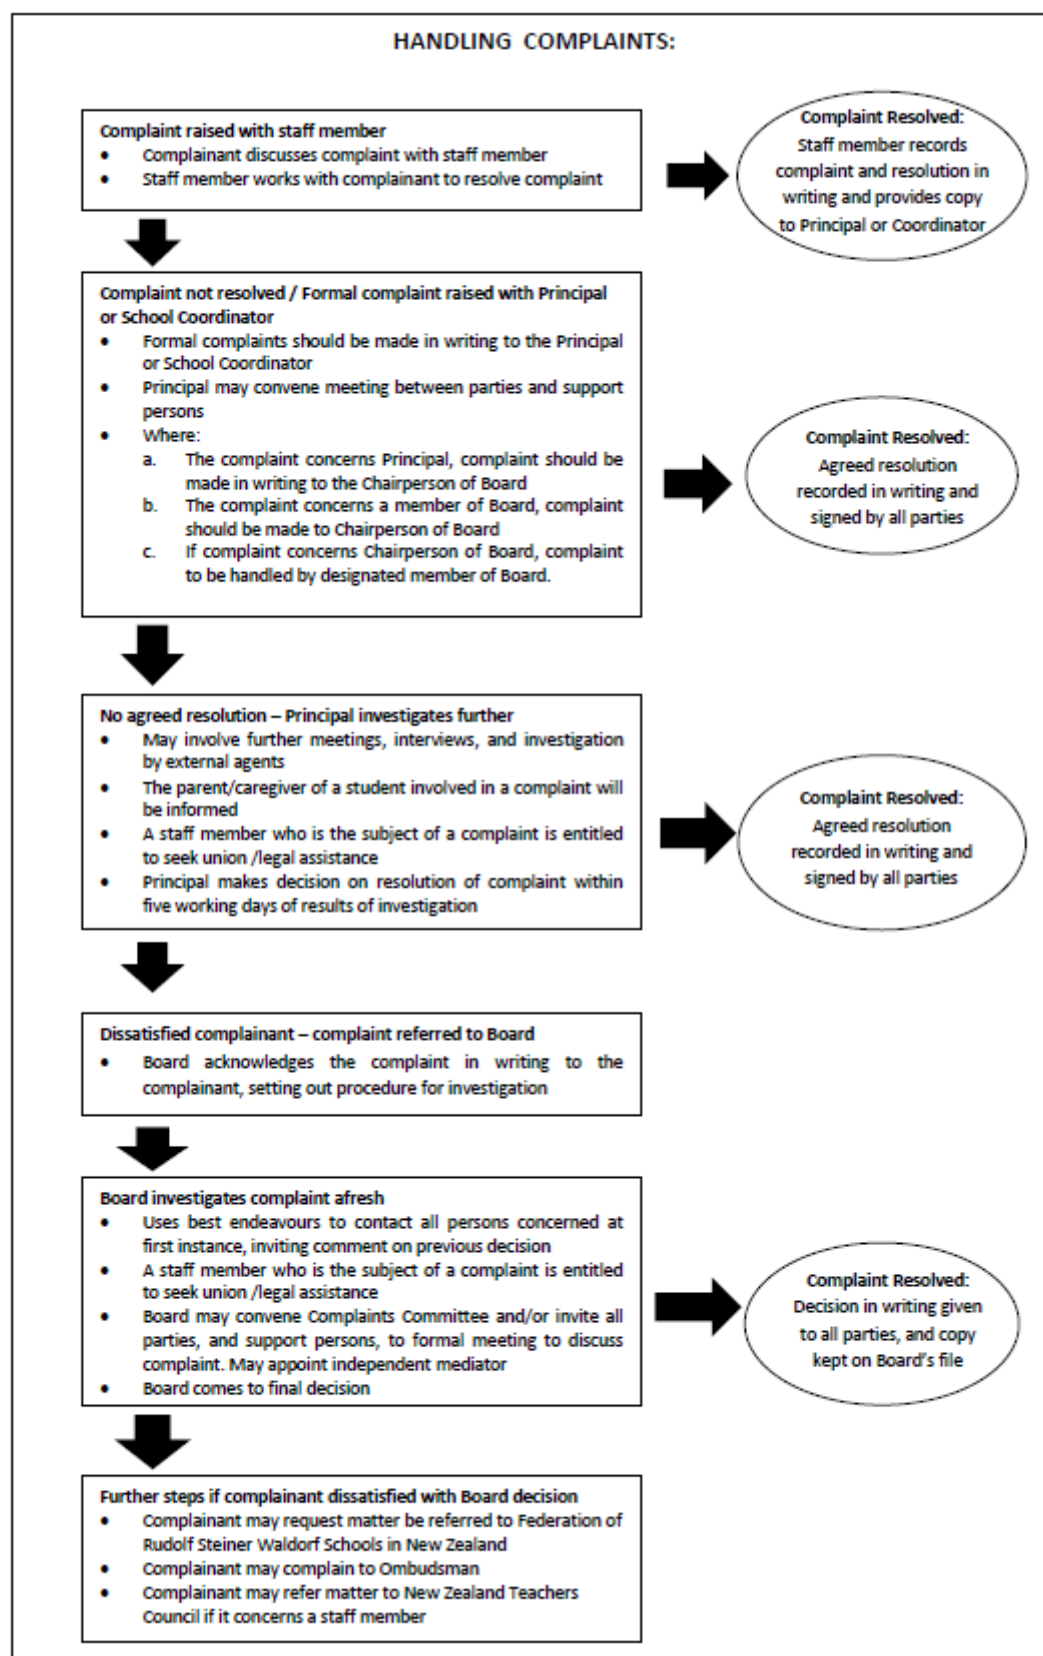 HANDLING COMPLAINTS:
Complaint raised with staff member
• Complainant discusses complaint with staff member
• Staff member works with complainant to resolve complaint
Complaint Resolved:
Staff member records
complaint and resolution in
writing and provides copy
to Principal or Coordinator
Complaint not resolved / Formal complaint raised with Principal
or School Coordinator
• Formal complaints should be made in writing to the Principal
or School Coordinator
• Principal may convene meeting between parties and support
persons
• Where:
a. The complaint concerns Principal, complaint should be
made in writing to the Chairperson of Board
b. The complaint concerns a member of Board, complaint
should be made to Chairperson of Board
c. If complaint concerns Chairperson of Board, complaint
to be handled by designated member of Board.
Complaint Resolved:
Agreed resolution
recorded in writing and
signed by all parties
No agreed resolution – Principal investigates further
• May involve further meetings, interviews, and investigation
by external agents
• The parent/caregiver of a student involved in a complaint will
be informed
• A staff member who is the subject of a complaint is entitled
to seek union /legal assistance
• Principal makes decision on resolution of complaint within
five working days of results of investigation
Complaint Resolved:
Agreed resolution
recorded in writing and
signed by all parties
Dissatisfied complainant – complaint referred to Board
• Board acknowledges the complaint in writing to the
complainant, setting out procedure for investigation
Board investigates complaint afresh
• Uses best endeavours to contact all persons concerned at
first instance, inviting comment on previous decision
• A staff member who is the subject of a complaint is entitled
to seek union /legal assistance
• Board may convene Complaints Committee and/or invite all
parties, and support persons, to formal meeting to discuss
complaint. May appoint independent mediator
• Board comes to final decision
Complaint Resolved:
Decision in writing given
to all parties, and copy
kept on Board's file
Further steps if complainant dissatisfied with Board decision
• Complainant may request matter be referred to Federation of
Rudolf Steiner Waldorf Schools in New Zealand
• Complainant may complain to Ombudsman
• Complainant may refer matter to New Zealand Teachers
Council if it concerns a staff member